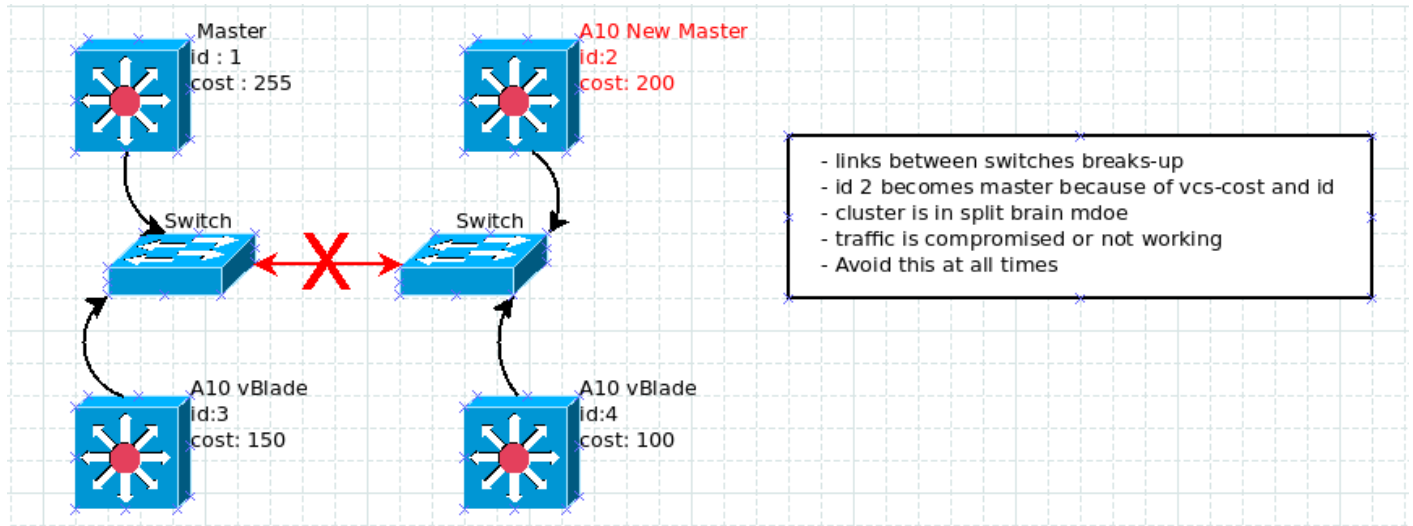 Master
id : 1
cost : 255
A10 New Master
id:2
cost: 200
- links between switches breaks-up
- id 2 becomes master because of vcs-cost and id
- cluster is in split brain mdoe
- traffic is compromised or not working
- Avoid this at all times
Switch
Switch
X
A10 vBlade
id:3
cost: 150
A10 vBlade
id:4
cost: 100